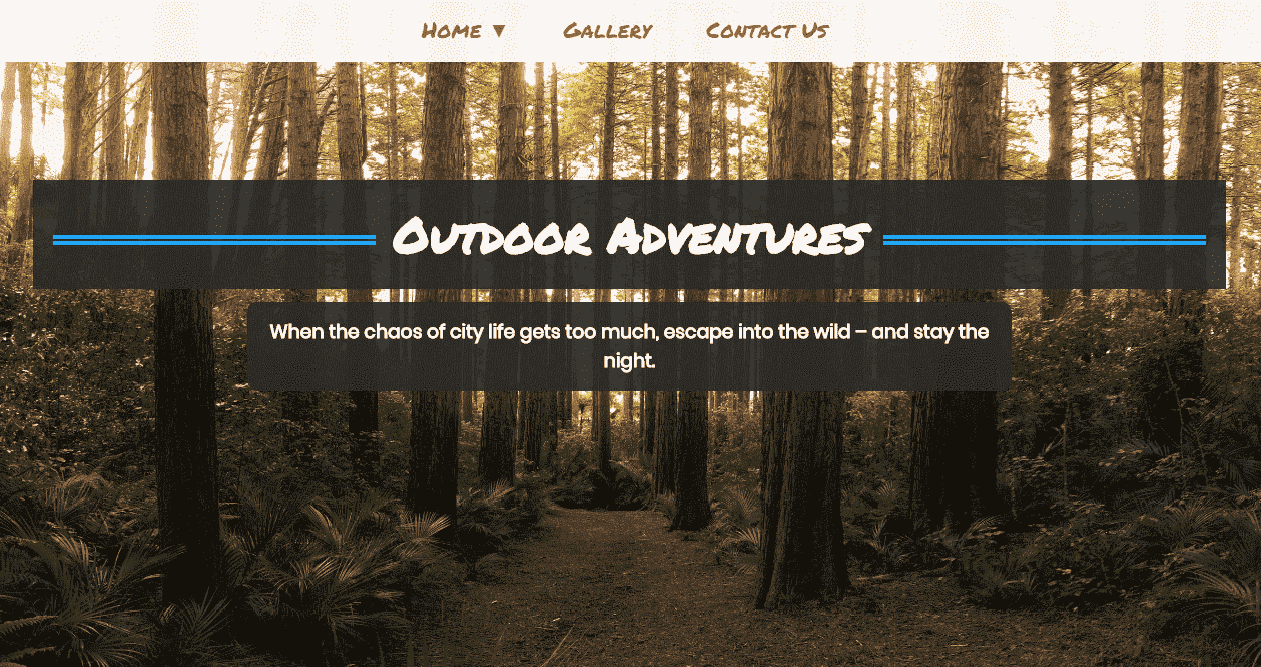 Home ▼ Gallery Contact Us
Outdoor Adventures
When the chaos of city life gets too much, escape into the wild – and stay the
night.